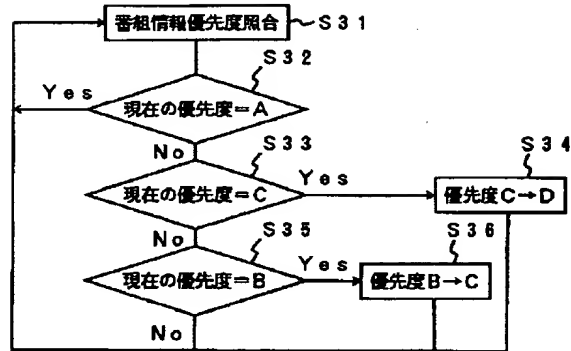 番組情報優先度照合
S31
S32
Yes
現在の優先度=A
No
S33
Yes
S34
現在の優先度=C
優先度C→D
No
S35
Yes
S36
現在の優先度=B
優先度B→C
No